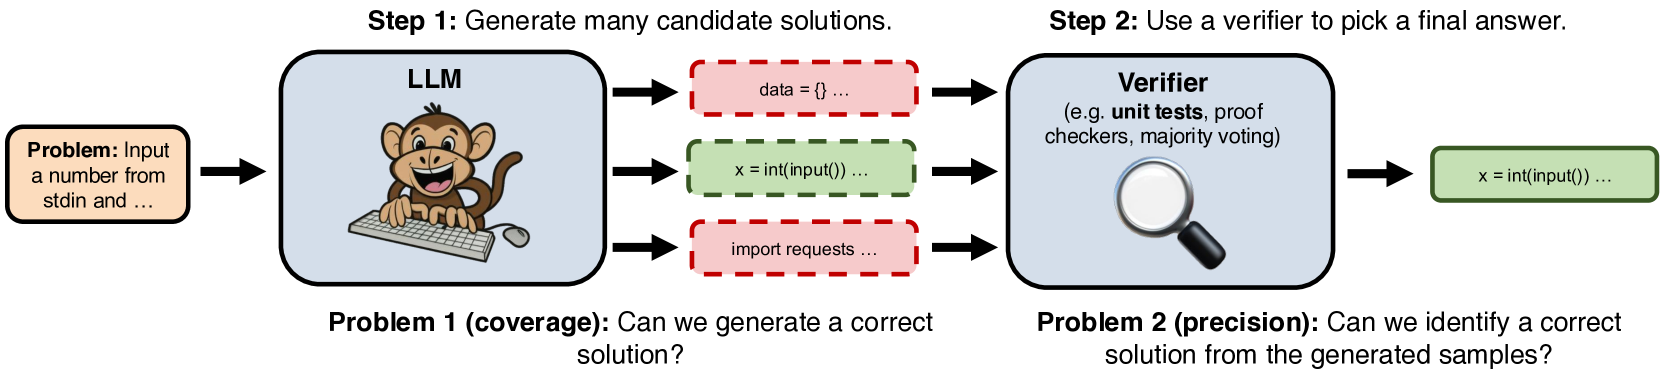 Step 1: Generate many candidate solutions.
Step 2: Use a verifier to pick a final answer.
Problem: Input
a number from
stdin and …
LLM
data = {} …
x = int(input()) …
import requests …
Verifier
(e.g. unit tests, proof
checkers, majority voting)
x = int(input()) …
Problem 1 (coverage): Can we generate a correct
solution?
Problem 2 (precision): Can we identify a correct
solution from the generated samples?